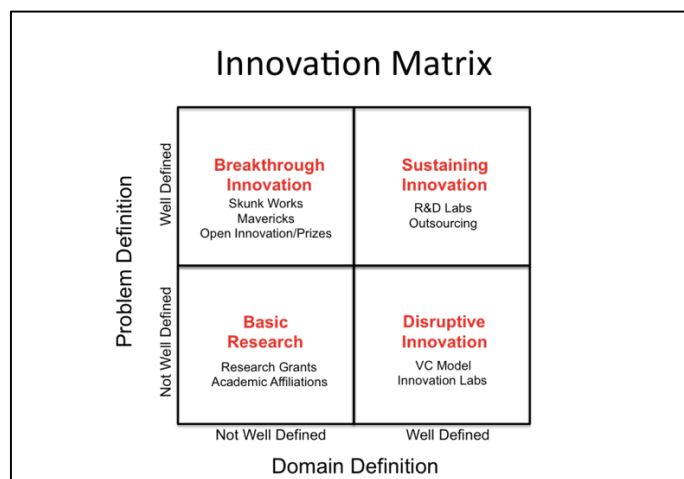 Innovation Matrix
Problem Definition
Well Defined
Not Well Defined
Breakthrough
Innovation
Skunk Works
Mavericks
Open Innovation/Prizes
Sustaining
Innovation
R&D Labs
Outsourcing
Basic
Research
Research Grants
Academic Affiliations
Disruptive
Innovation
VC Model
Innovation Labs
Not Well Defined
Well Defined
Domain Definition